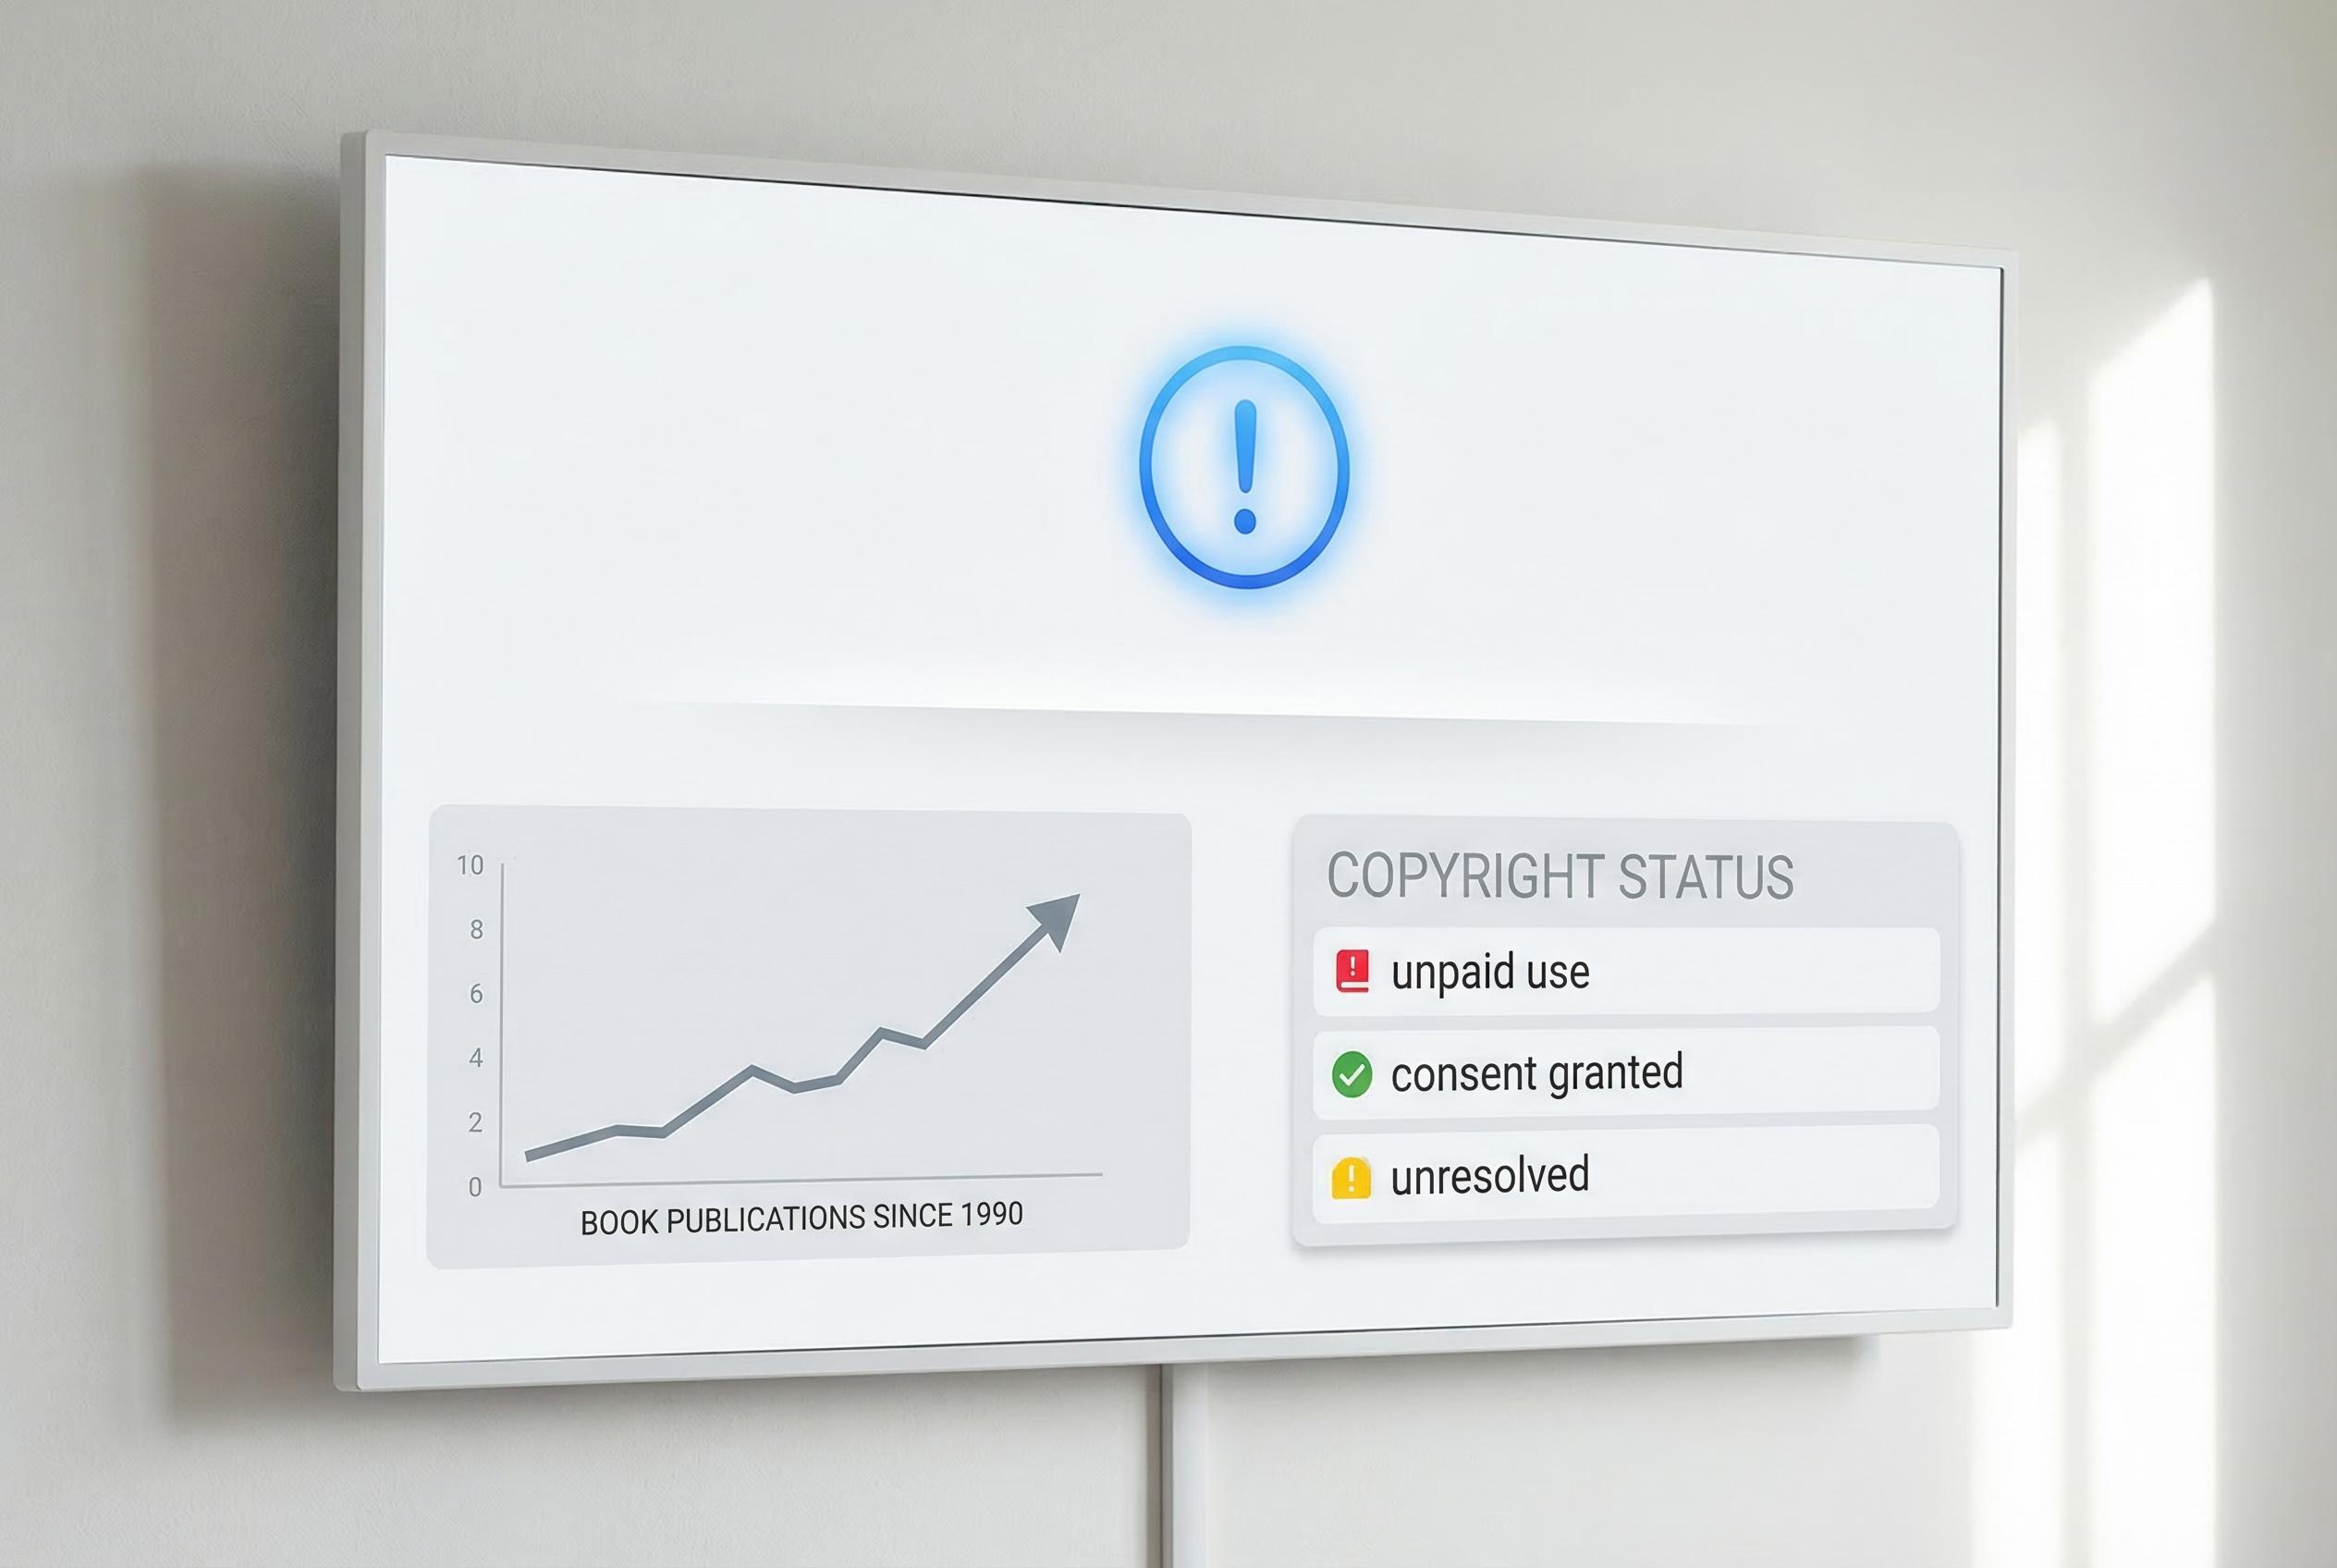 10
8
6
4
2
0
BOOK PUBLICATIONS SINCE 1990
COPYRIGHT STATUS
unpaid use
consent granted
unresolved